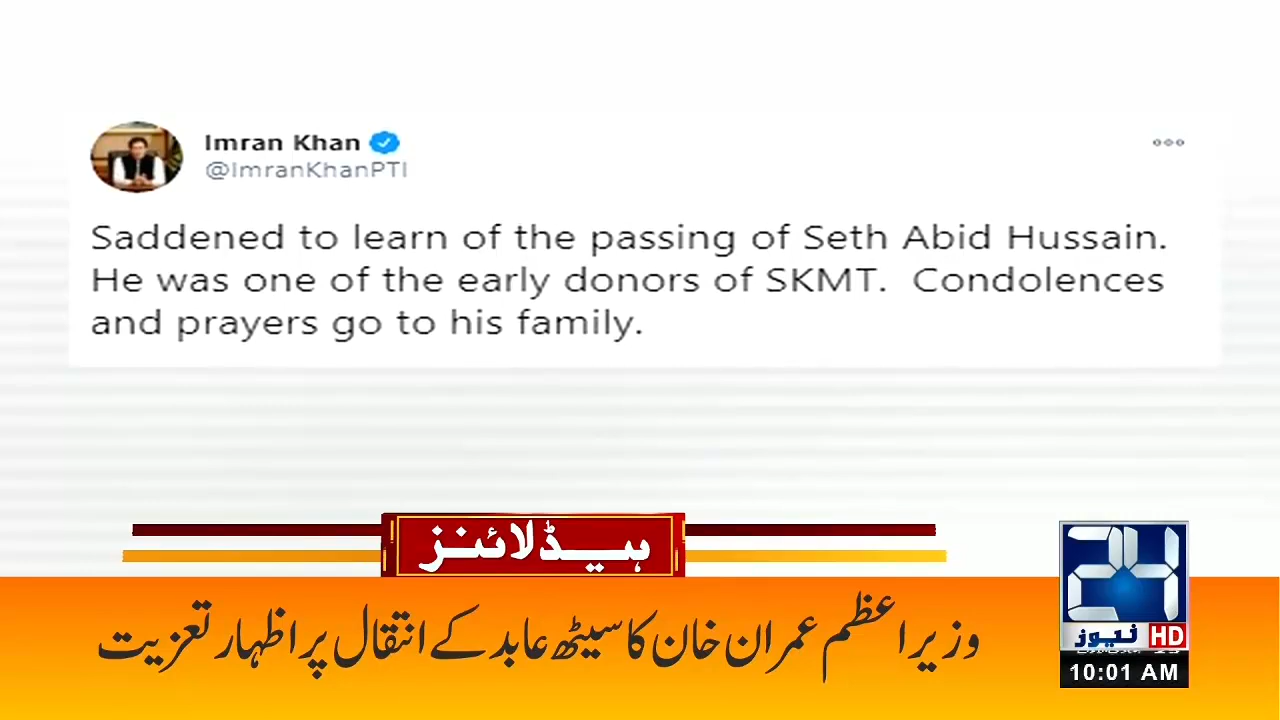 Imran Khan
@ImranKhanPTI
Saddened to learn of the passing of Seth Abid Hussain.
He was one of the early donors of SKMT. Condolences
and prayers go to his family.
ہیڈلائنز
وزیراعظم عمران خان کا سیٹھ عابد کے انتقال پر اظہار تعزیت
24
نیوز HD
10:01 AM